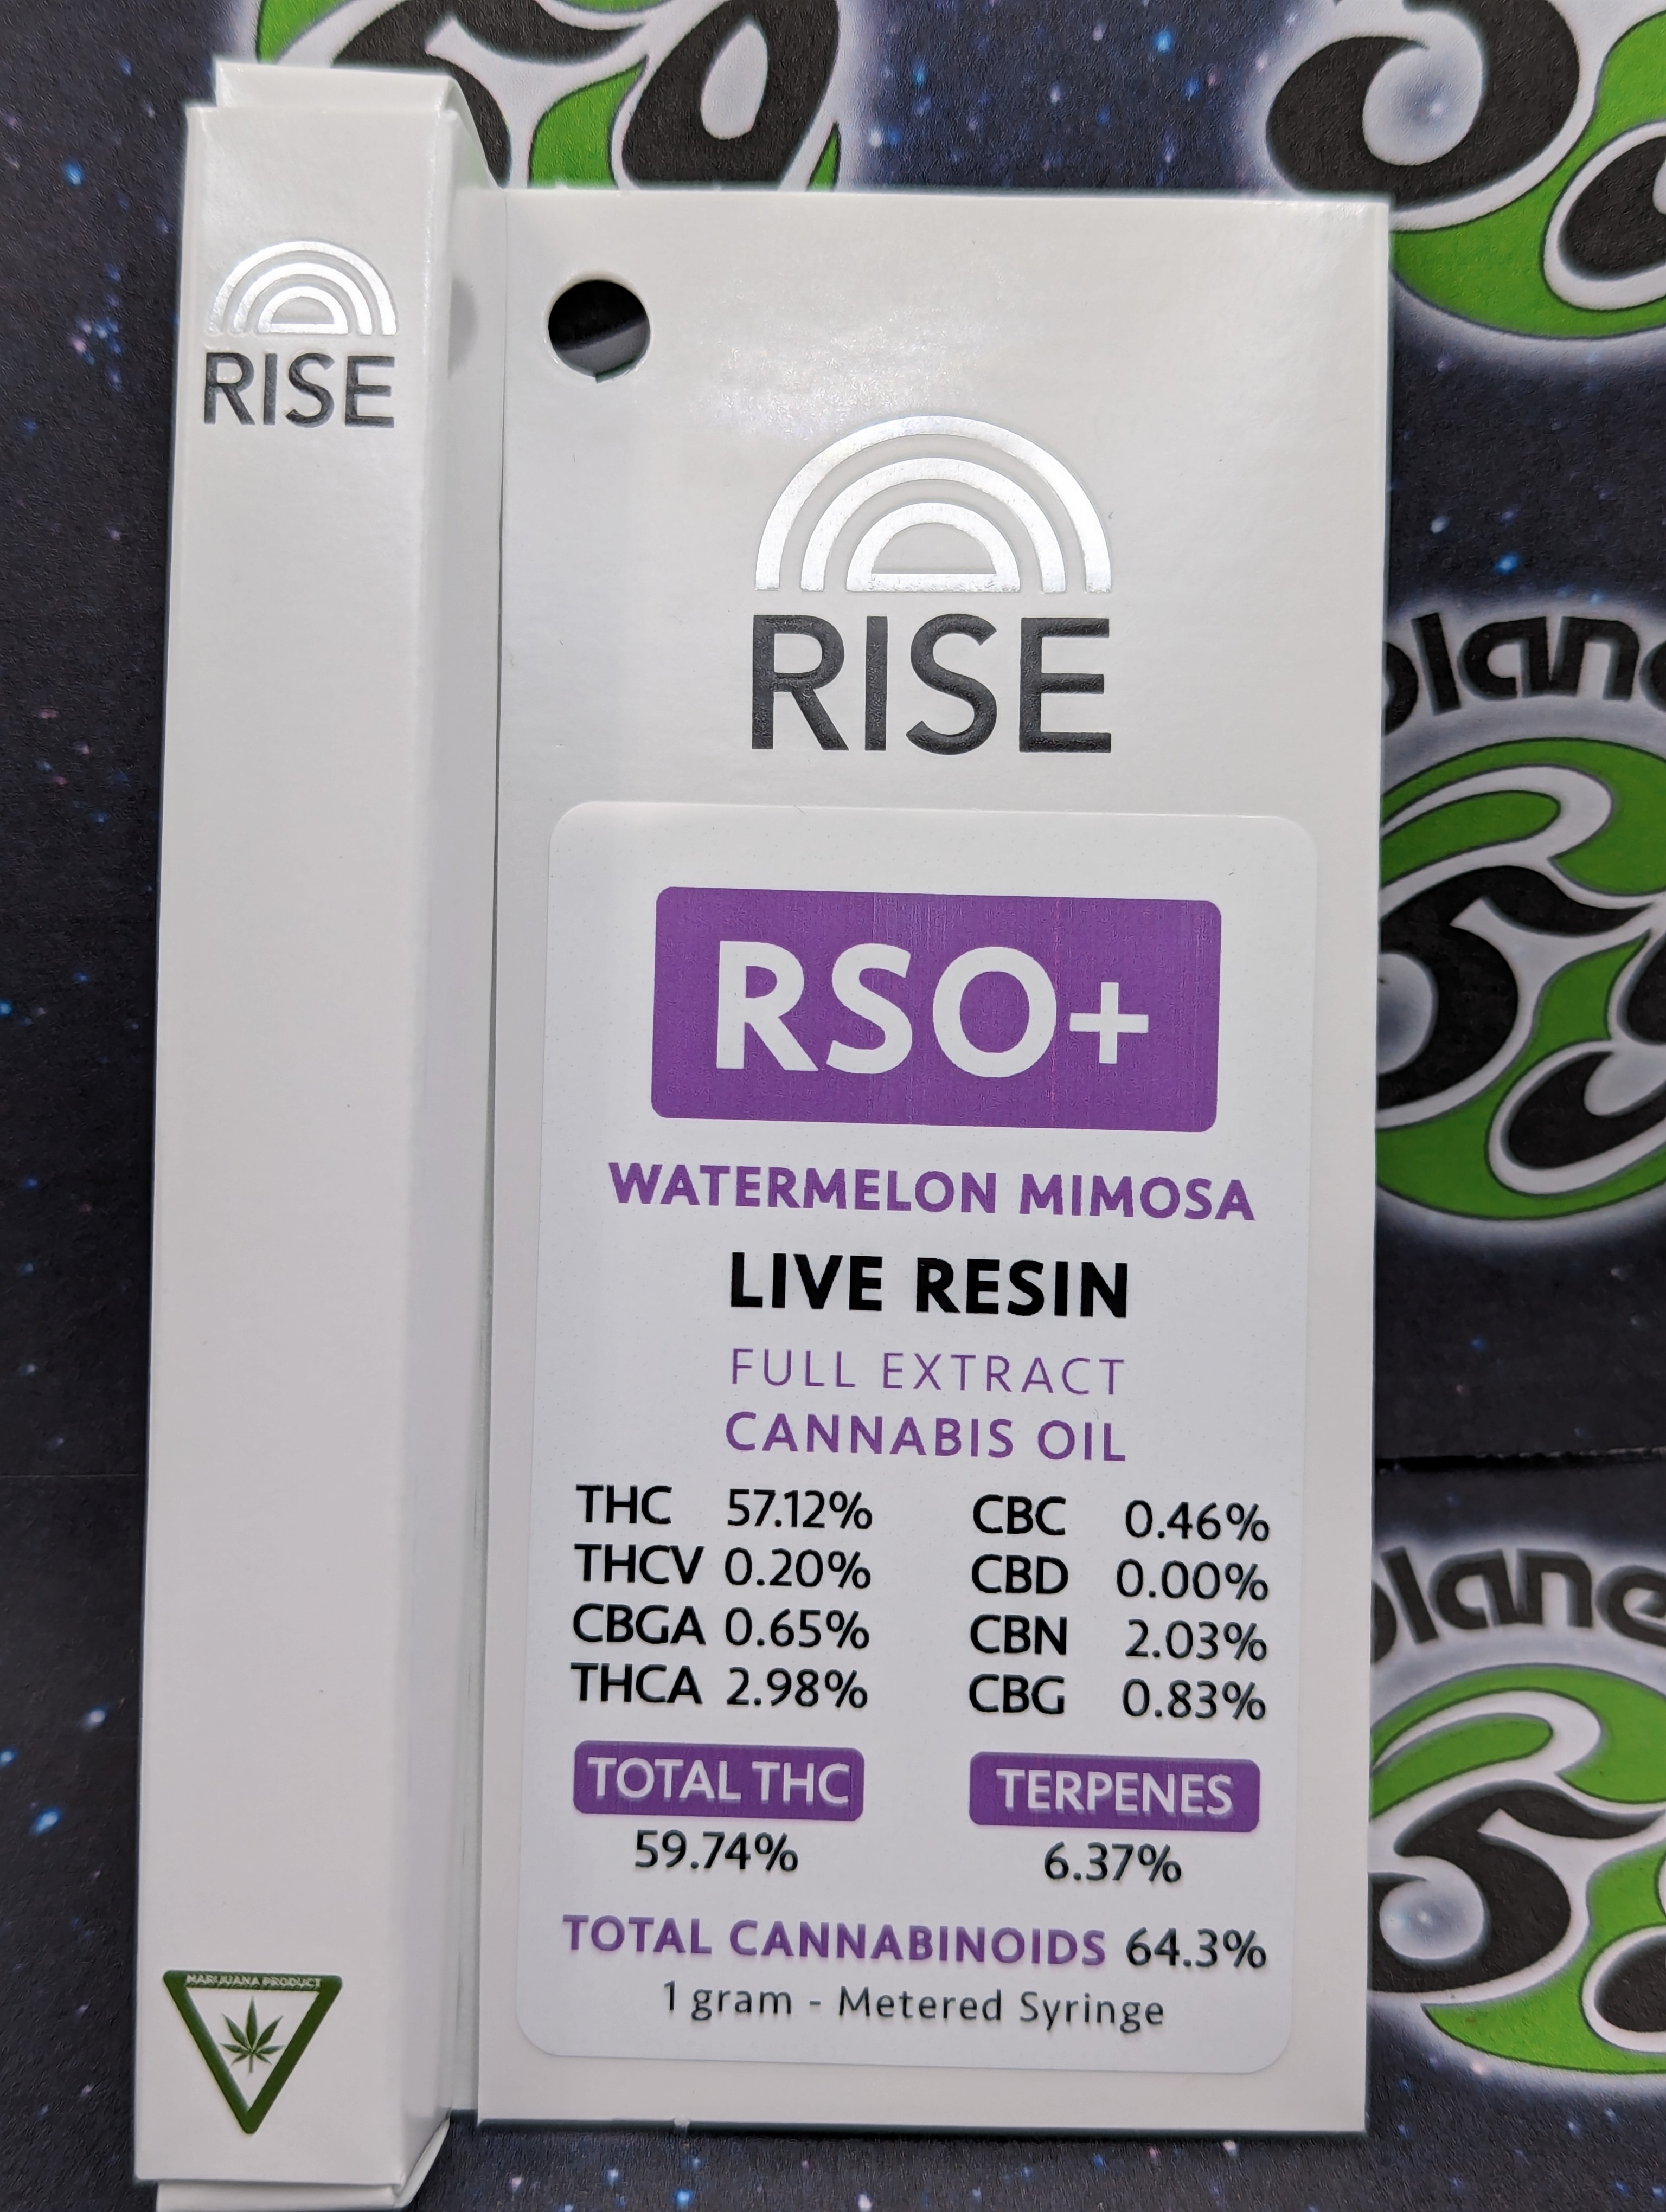 RISE
MARIJUANA PRODUCT
RISE
RSO+
WATERMELON MIMOSA
LIVE RESIN
FULL EXTRACT
CANNABIS OIL
THC 57.12% CBC 0.46%
THCV 0.20% CBD 0.00%
CBGA 0.65% CBN 2.03%
THCA 2.98% CBG 0.83%
TOTAL THC TERPENES
59.74% 6.37%
TOTAL CANNABINOIDS 64.3%
1 gram - Metered Syringe